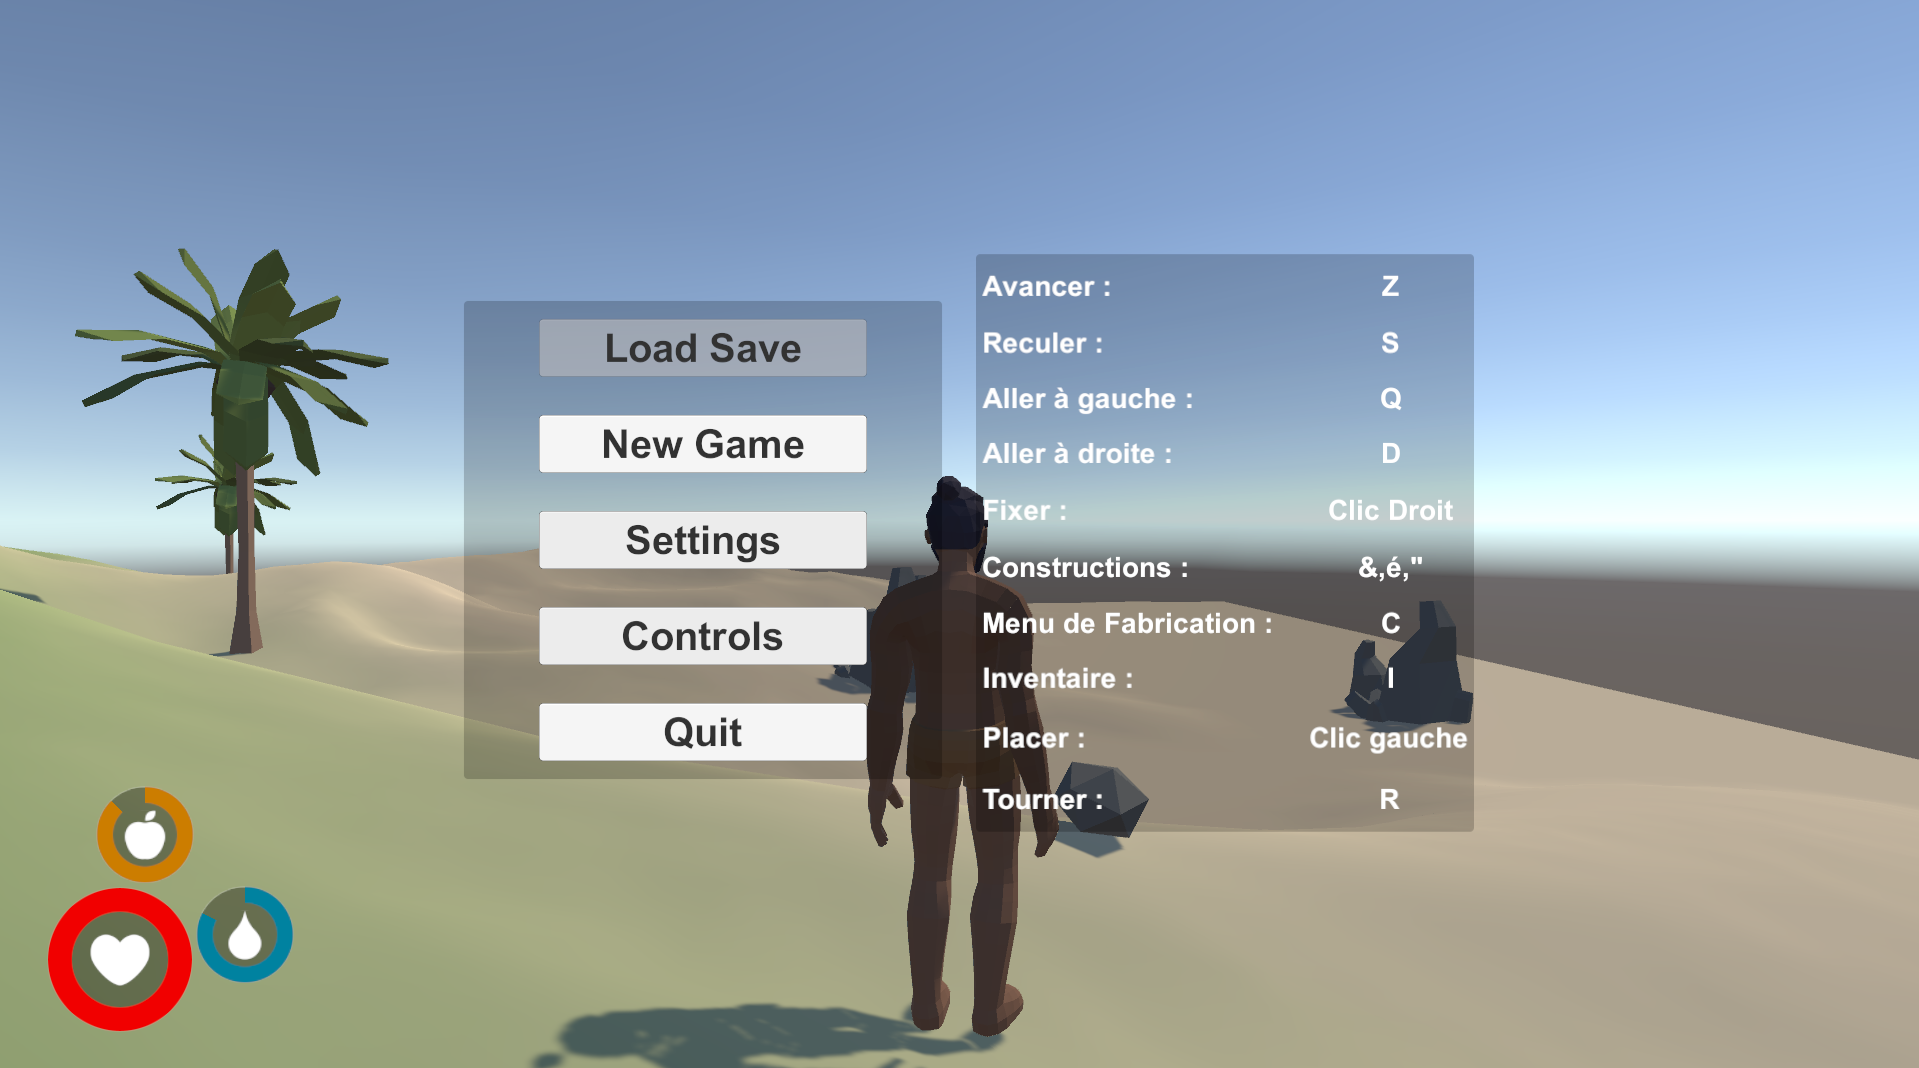 Load Save
New Game
Settings
Controls
Quit
Avancer : Z
Reculer : S
Aller à gauche : Q
Aller à droite : D
Fixer : Clic Droit
Constructions : &,é,"
Menu de Fabrication : C
Inventaire : I
Placer : Clic gauche
Tourner : R